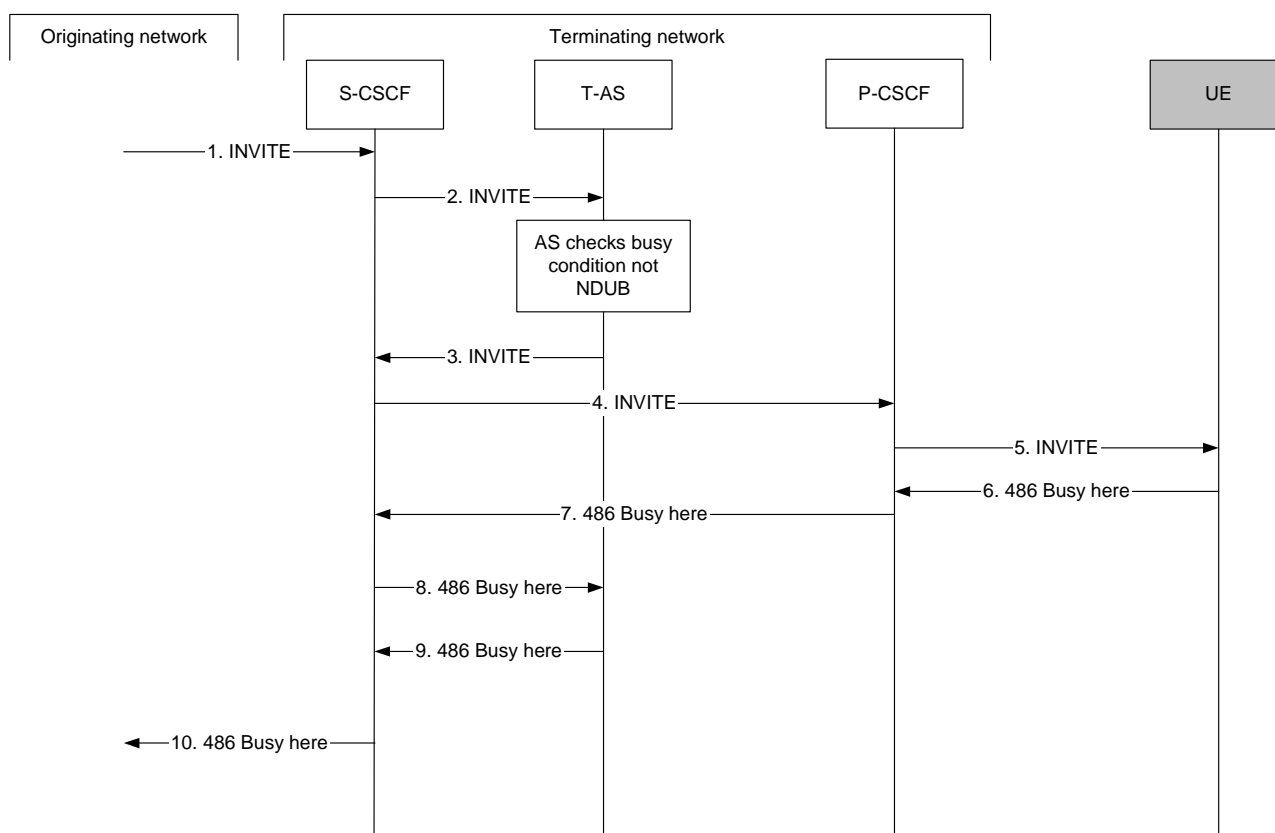 Originating network
Terminating network
S-CSCF
T-AS
P-CSCF
UE
1. INVITE
2. INVITE
AS checks busy
condition not
NDUB
3. INVITE
4. INVITE
5. INVITE
6. 486 Busy here
7. 486 Busy here
8. 486 Busy here
9. 486 Busy here
10. 486 Busy here